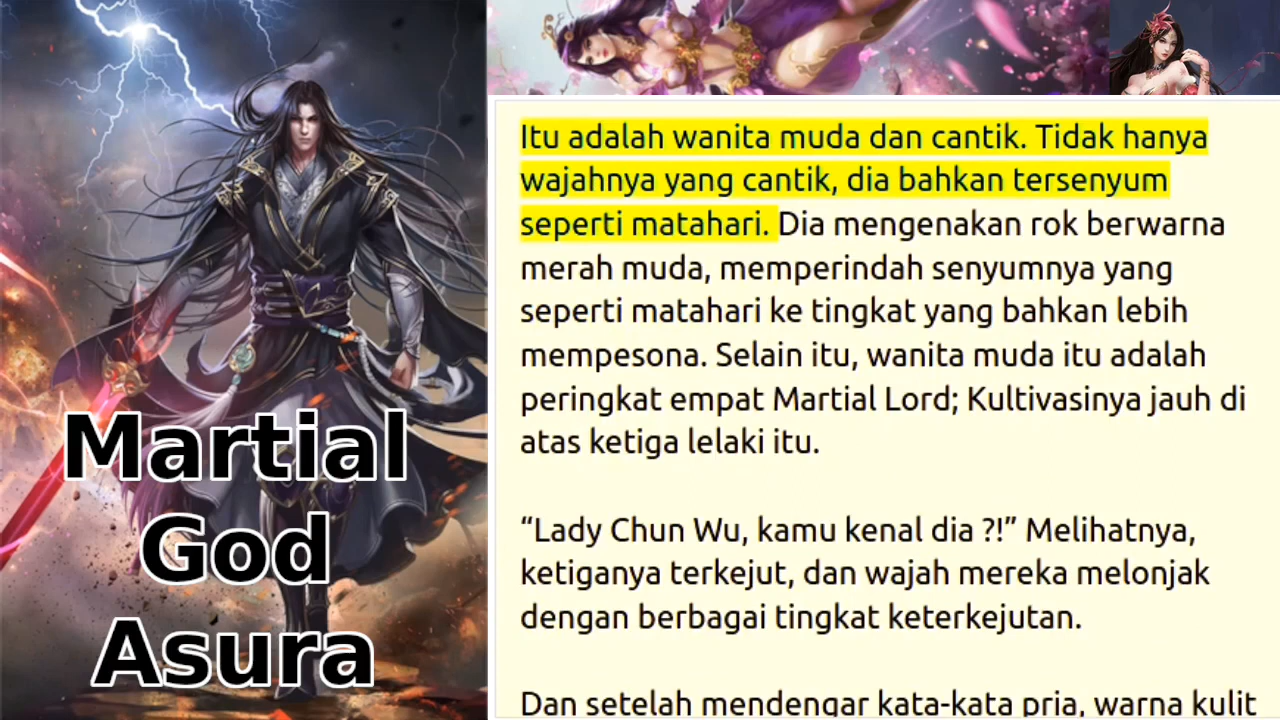 Martial
God
Asura
Itu adalah wanita muda dan cantik. Tidak hanya
wajahnya yang cantik, dia bahkan tersenyum
seperti matahari. Dia mengenakan rok berwarna
merah muda, memperindah senyumnya yang
seperti matahari ke tingkat yang bahkan lebih
mempesona. Selain itu, wanita muda itu adalah
peringkat empat Martial Lord; Kultivasinya jauh di
atas ketiga lelaki itu.
“Lady Chun Wu, kamu kenal dia ?!” Melihatnya,
ketiganya terkejut, dan wajah mereka melonjak
dengan berbagai tingkat keterkejutan.
Dan setelah mendengar kata-kata pria, warna kulit